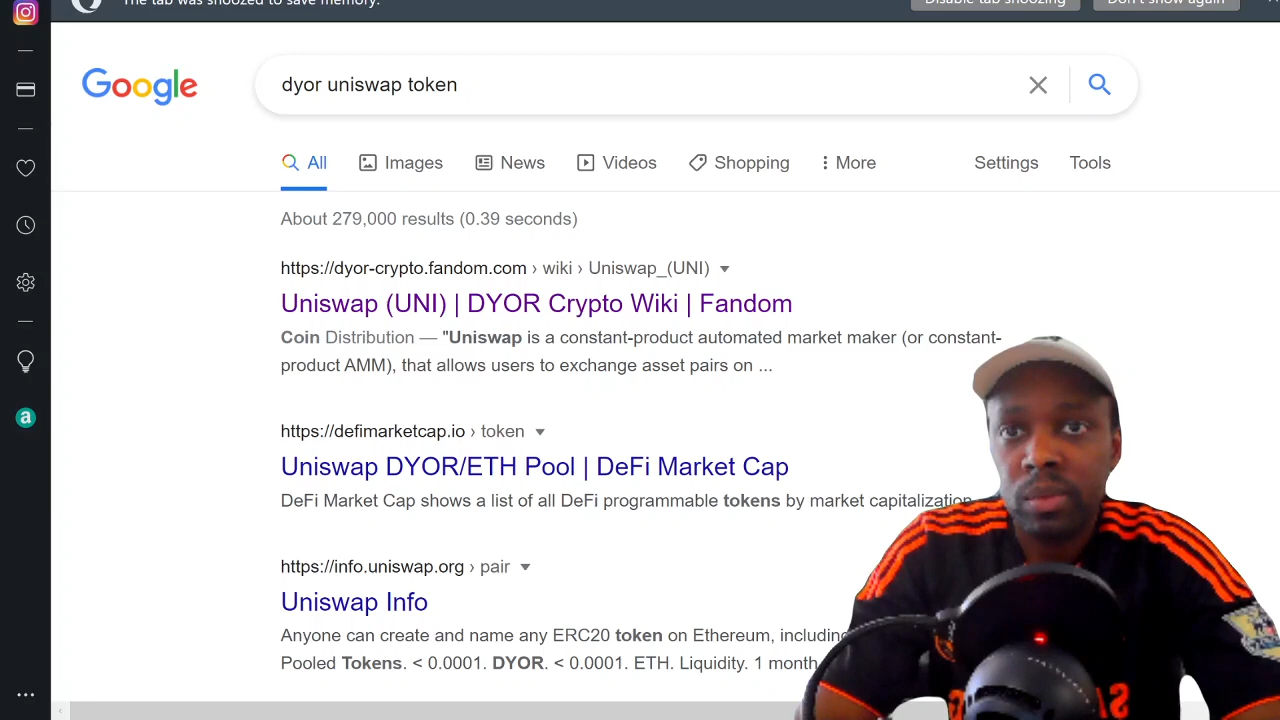 The tab was snoozed to save memory.
Disable tab snoozing
Don't show again
Google
dyor uniswap token
All
Images
News
Videos
Shopping
More
Settings
Tools
About 279,000 results (0.39 seconds)
https://dyor-crypto.fandom.com › wiki › Uniswap_(UNI)
Uniswap (UNI) | DYOR Crypto Wiki | Fandom
Coin Distribution — "Uniswap is a constant-product automated market maker (or constant-
product AMM), that allows users to exchange asset pairs on ...
https://defimarketcap.io › token
Uniswap DYOR/ETH Pool | DeFi Market Cap
DeFi Market Cap shows a list of all DeFi programmable tokens by market capitalization
https://info.uniswap.org › pair
Uniswap Info
Anyone can create and name any ERC20 token on Ethereum, including
Pooled Tokens. < 0.0001. DYOR. < 0.0001. ETH. Liquidity. 1 month
a